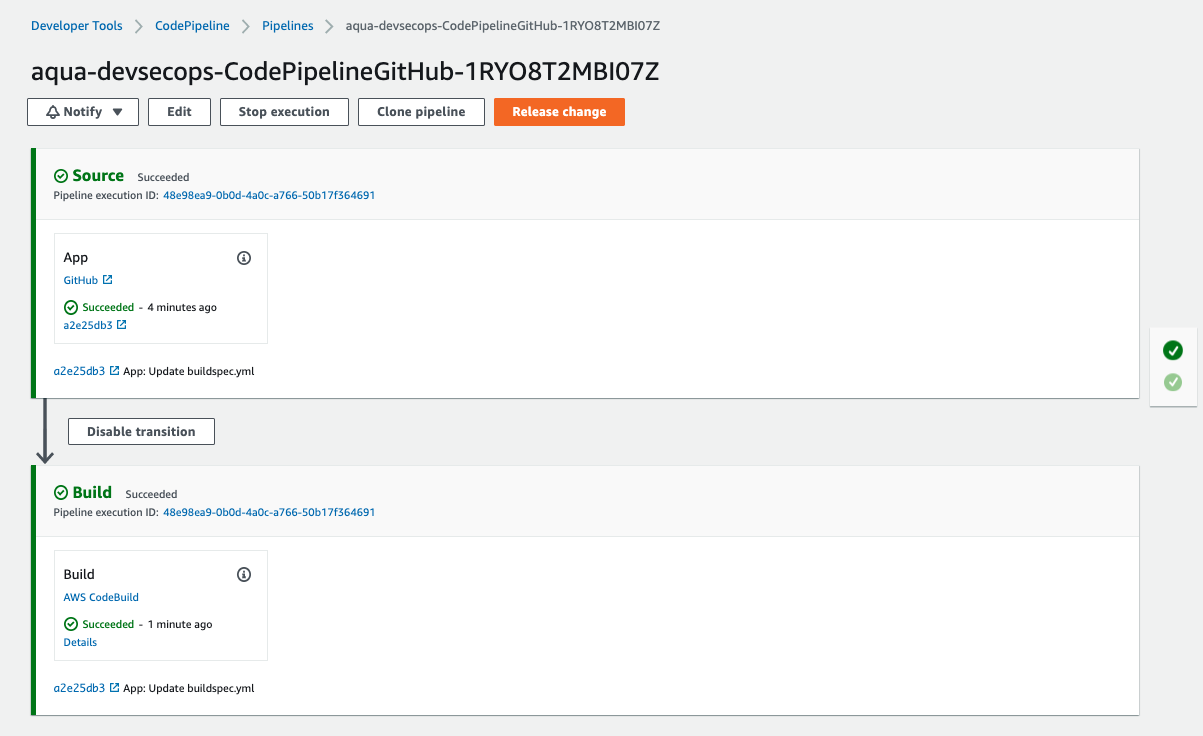 Developer Tools > CodePipeline > Pipelines > aqua-devsecops-CodePipelineGitHub-1RYO8T2MBI07Z
aqua-devsecops-CodePipelineGitHub-1RYO8T2MBI07Z
Notify Edit Stop execution Clone pipeline Release change
Source Succeeded
Pipeline execution ID: 48e98ea9-0b0d-4a0c-a766-50b17f364691
App
GitHub
Succeeded - 4 minutes ago
a2e25db3
a2e25db3 App: Update buildspec.yml
Disable transition
Build Succeeded
Pipeline execution ID: 48e98ea9-0b0d-4a0c-a766-50b17f364691
Build
AWS CodeBuild
Succeeded - 1 minute ago
Details
a2e25db3 App: Update buildspec.yml